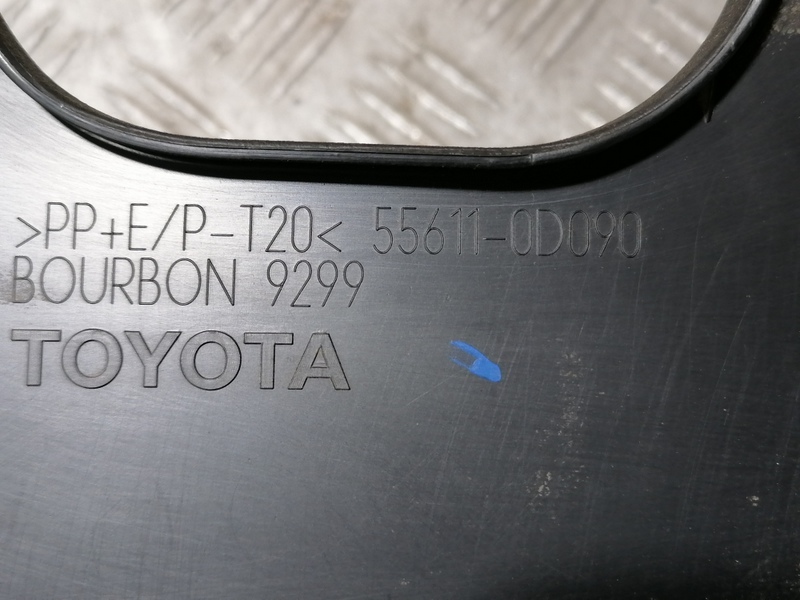 >PP+E/P-T20< 55611-0D090
BOURBON 9299
TOYOTA